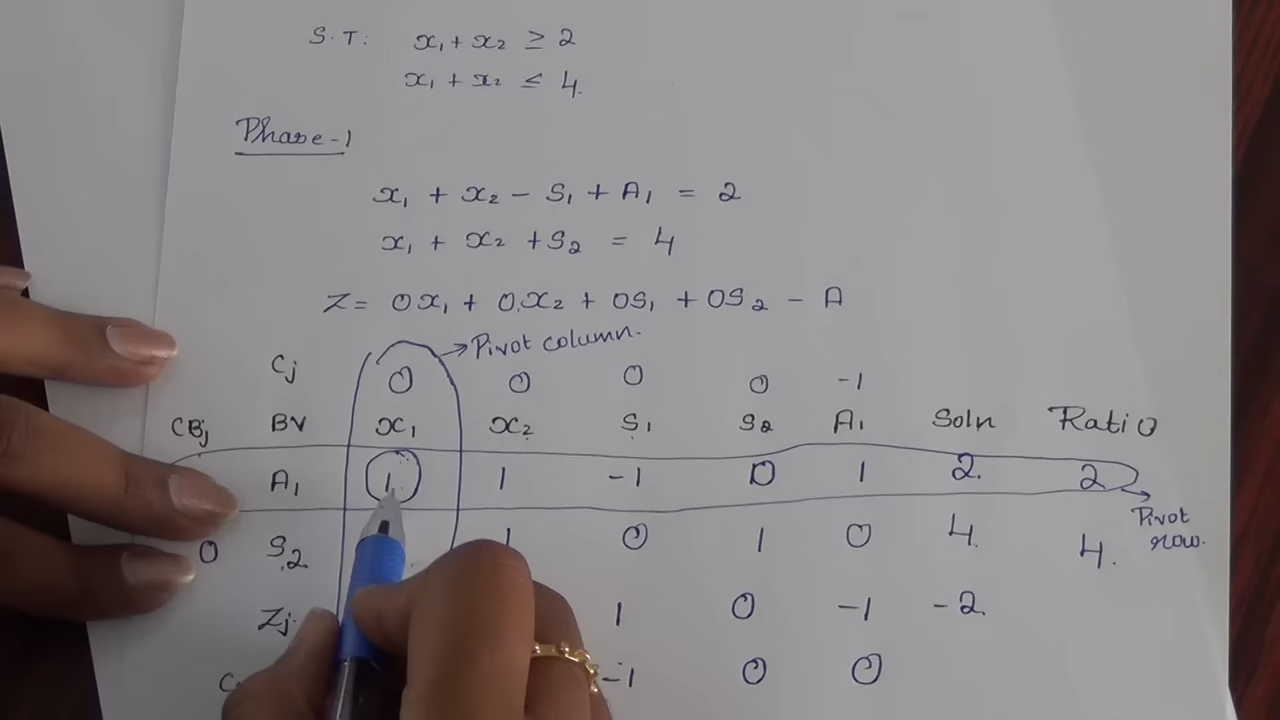 S.T: x₁ + x₂ ≥ 2
x₁ + x₂ ≤ 4.
Phase-1
x₁ + x₂ - S₁ + A₁ = 2
x₁ + x₂ + S₂ = 4
Z = 0x₁ + 0.x₂ + 0S₁ + 0S₂ - A
→ Pivot column.
Cj 0 0 0 0 -1
CBj BV x₁ x₂ S₁ S₂ A₁ Soln Ratio
A₁ 1 1 -1 0 1 2. 2
→ Pivot row.
0 S₂ 1 0 1 0 4. 4.
Zj 1 0 -1 -2
C -1 0 0